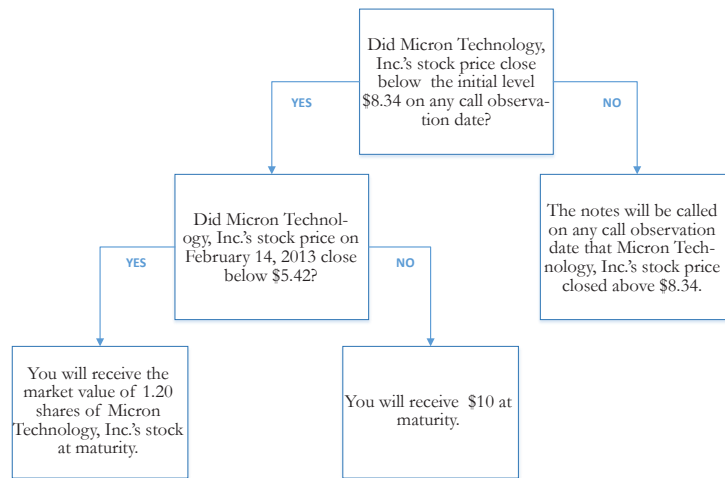 Did Micron Technology,
Inc.'s stock price close
below the initial level
$8.34 on any call observa-
tion date?
YES
NO
Did Micron Technol-
ogy, Inc.'s stock price on
February 14, 2013 close
below $5.42?
The notes will be called
on any call observation
date that Micron Tech-
nology, Inc.'s stock price
closed above $8.34.
YES
NO
You will receive the
market value of 1.20
shares of Micron
Technology, Inc.'s stock
at maturity.
You will receive $10 at
maturity.